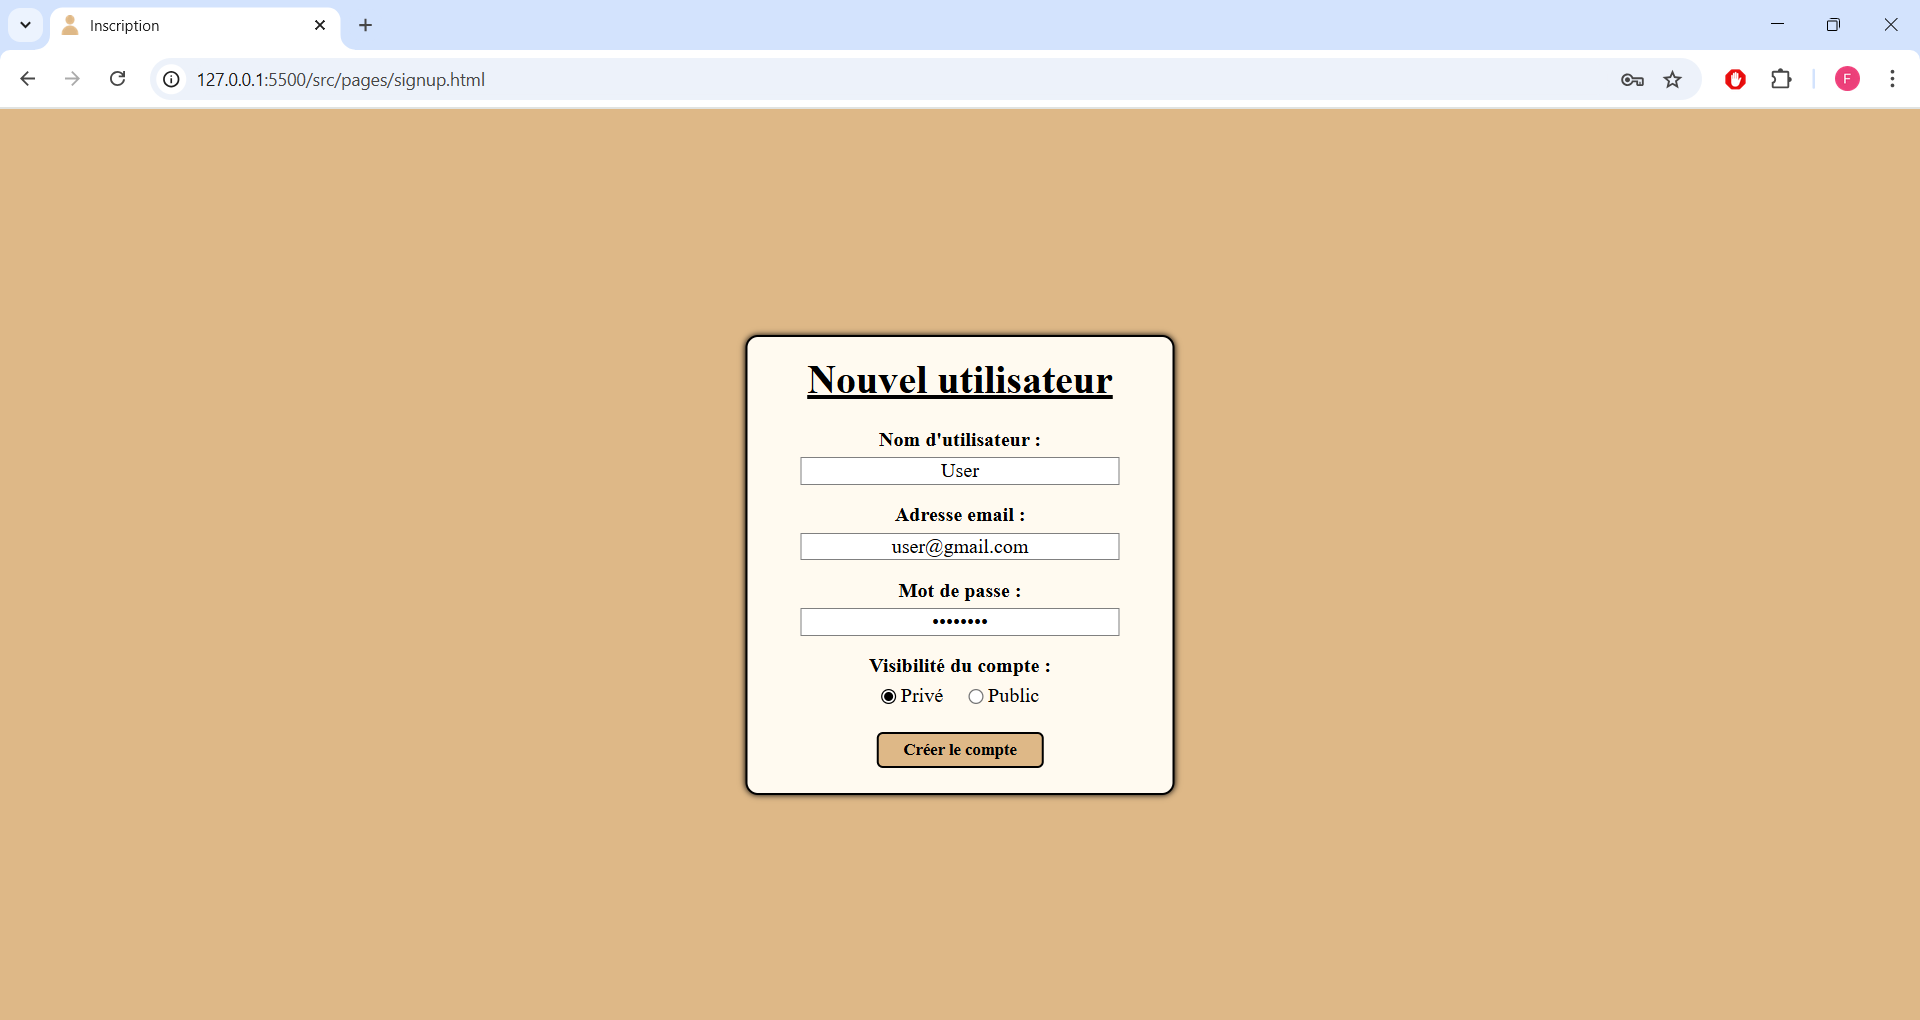 Inscription
127.0.0.1:5500/src/pages/signup.html
F
Nouvel utilisateur
Nom d'utilisateur :
User
Adresse email :
user@gmail.com
Mot de passe :
••••••••
Visibilité du compte :
Privé Public
Créer le compte